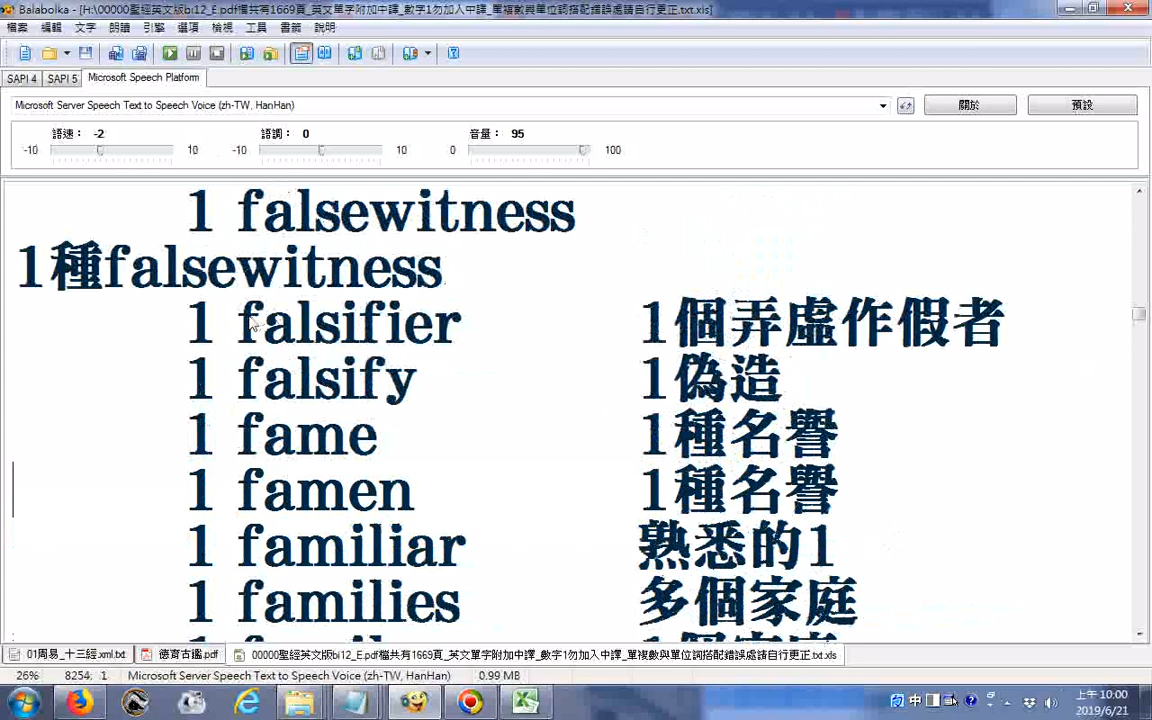 Balabolka - [H:\00000聖經英文版bi12_E.pdf檔共有1669頁_英文單字附加中譯_數字1勿加入中譯_單複數與單位詞搭配錯誤處請自行更正.txt.xls]
檔案 編輯 文字 朗讀 引擎 選項 檢視 工具 書籤 說明
SAPI 4 SAPI 5 Microsoft Speech Platform
Microsoft Server Speech Text to Speech Voice (zh-TW, HanHan) 關於 預設
語速： -2 語調： 0 音量： 95
-10 10 -10 10 0 100
1 falsewitness
1種falsewitness
1 falsifier 1個弄虛作假者
1 falsify 1偽造
1 fame 1種名譽
1 famen 1種名譽
1 familiar 熟悉的1
1 families 多個家庭
01周易_十三經.xml.txt 德育古鑑.pdf 00000聖經英文版bi12_E.pdf檔共有1669頁_英文單字附加中譯_數字1勿加入中譯_單複數與單位詞搭配錯誤處請自行更正.txt.xls
26% 8254, 1 Microsoft Server Speech Text to Speech Voice (zh-TW, HanHan) 0.99 MB
中 上午 10:00
2019/6/21